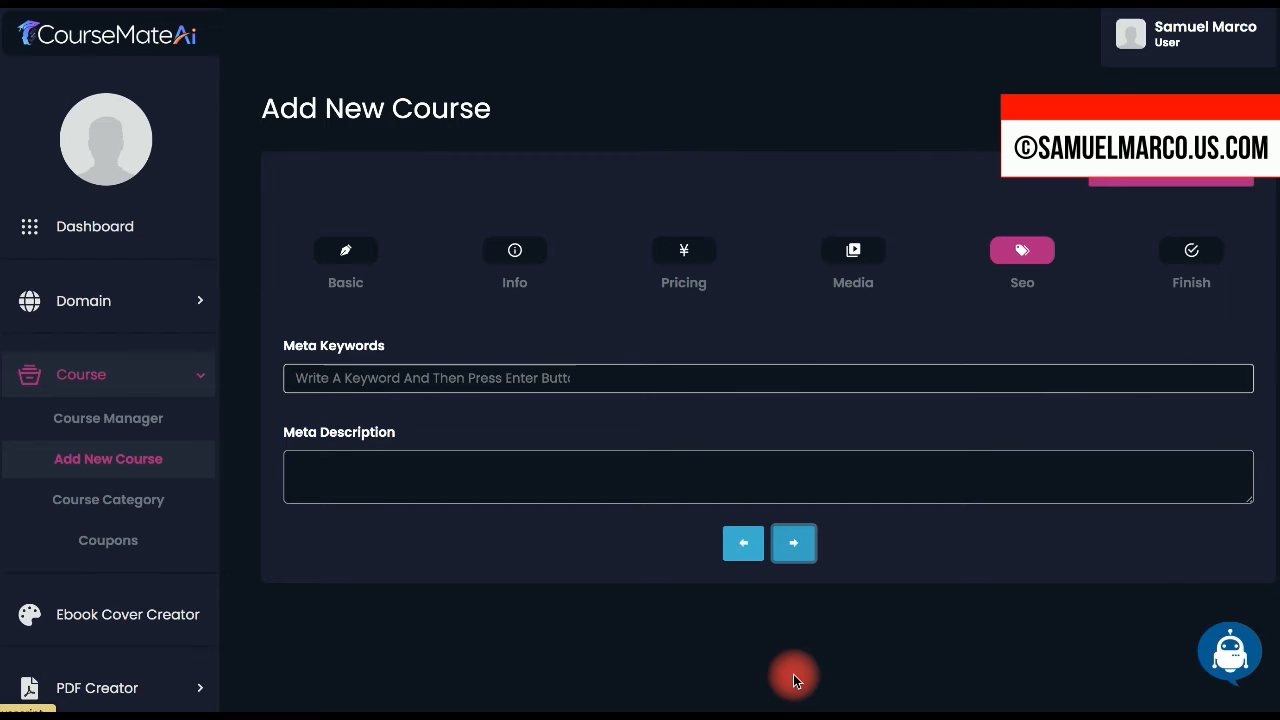 CourseMateAi
Samuel Marco
User
Add New Course
©SAMUELMARCO.US.COM
Dashboard
Domain
Course
Course Manager
Add New Course
Course Category
Coupons
Ebook Cover Creator
PDF Creator
Basic
Info
¥
Pricing
Media
Seo
Finish
Meta Keywords
Write A Keyword And Then Press Enter Butto
Meta Description